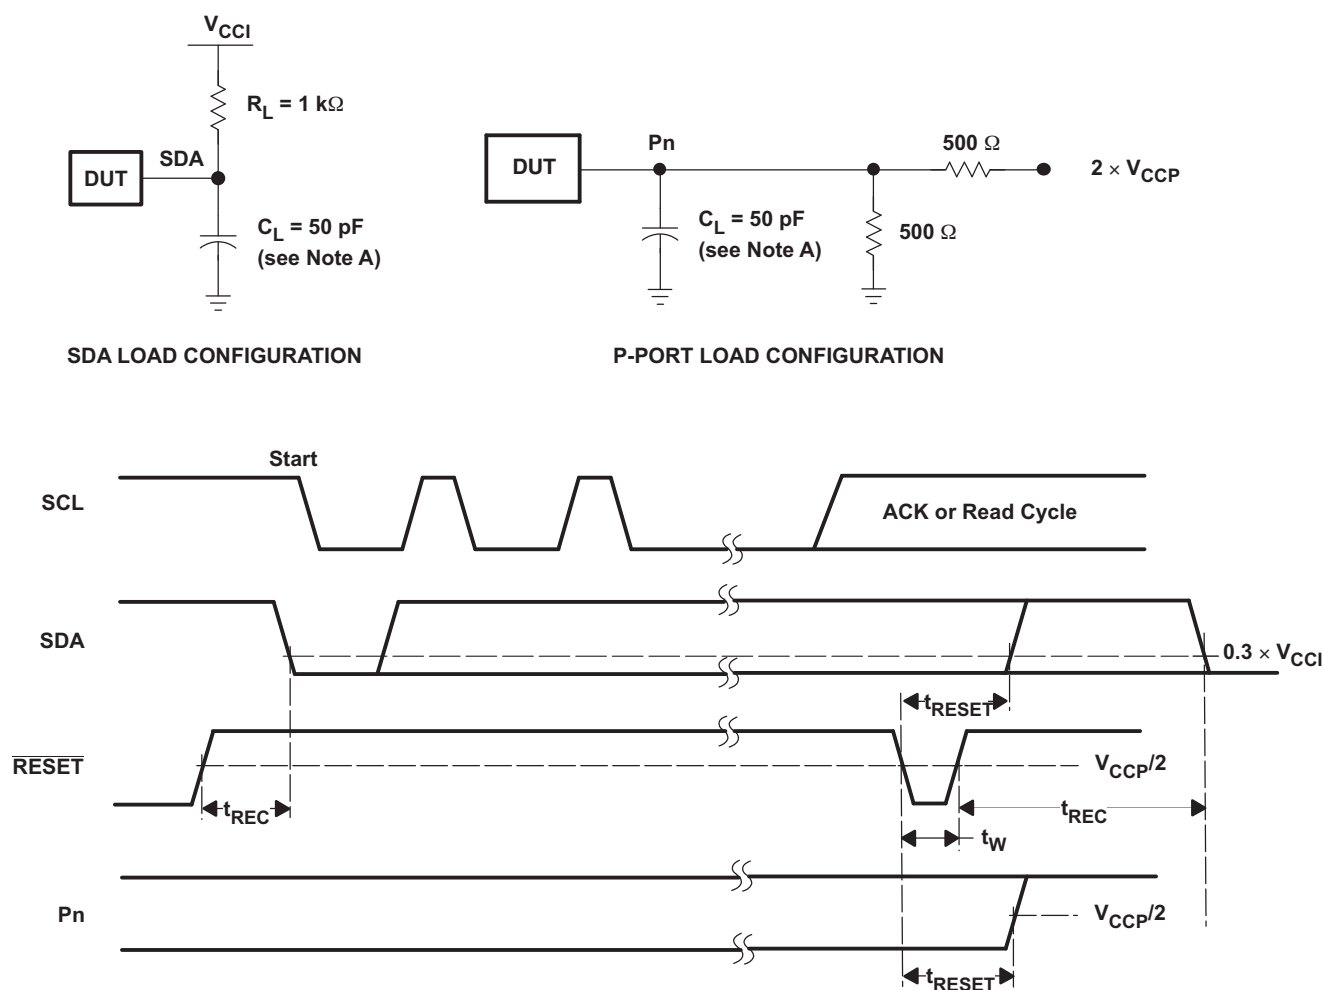 VCCI
RL = 1 kΩ
DUT
SDA
CL = 50 pF
(see Note A)
SDA LOAD CONFIGURATION
DUT
Pn
500 Ω
2 × VCCP
CL = 50 pF
(see Note A)
500 Ω
P-PORT LOAD CONFIGURATION
Start
SCL
ACK or Read Cycle
SDA
0.3 × VCCI
tRESET
RESET
VCCP/2
tREC
tREC
tW
Pn
VCCP/2
tRESET